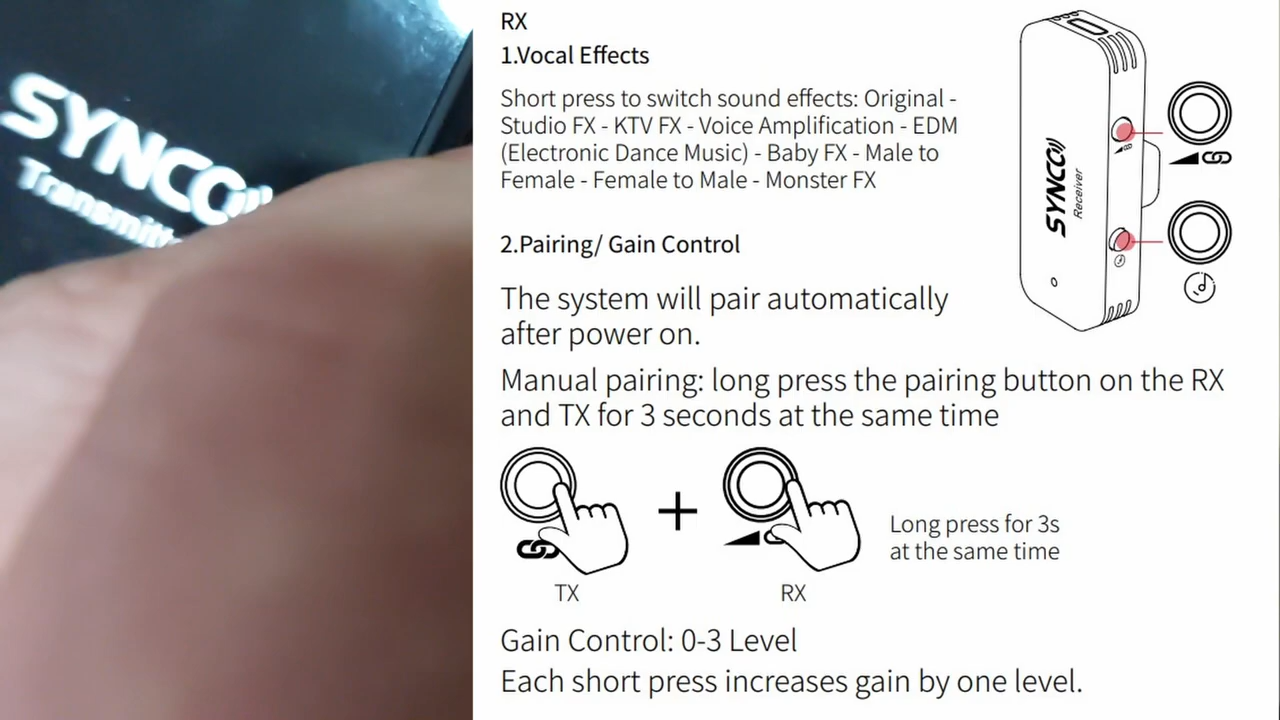 SYNCO
RX
1.Vocal Effects
Short press to switch sound effects: Original -
Studio FX - KTV FX - Voice Amplification - EDM
(Electronic Dance Music) - Baby FX - Male to
Female - Female to Male - Monster FX
2.Pairing/ Gain Control
The system will pair automatically
after power on.
Manual pairing: long press the pairing button on the RX
and TX for 3 seconds at the same time
Long press for 3s
at the same time
TX
RX
Gain Control: 0-3 Level
Each short press increases gain by one level.
SYNCO
Receiver